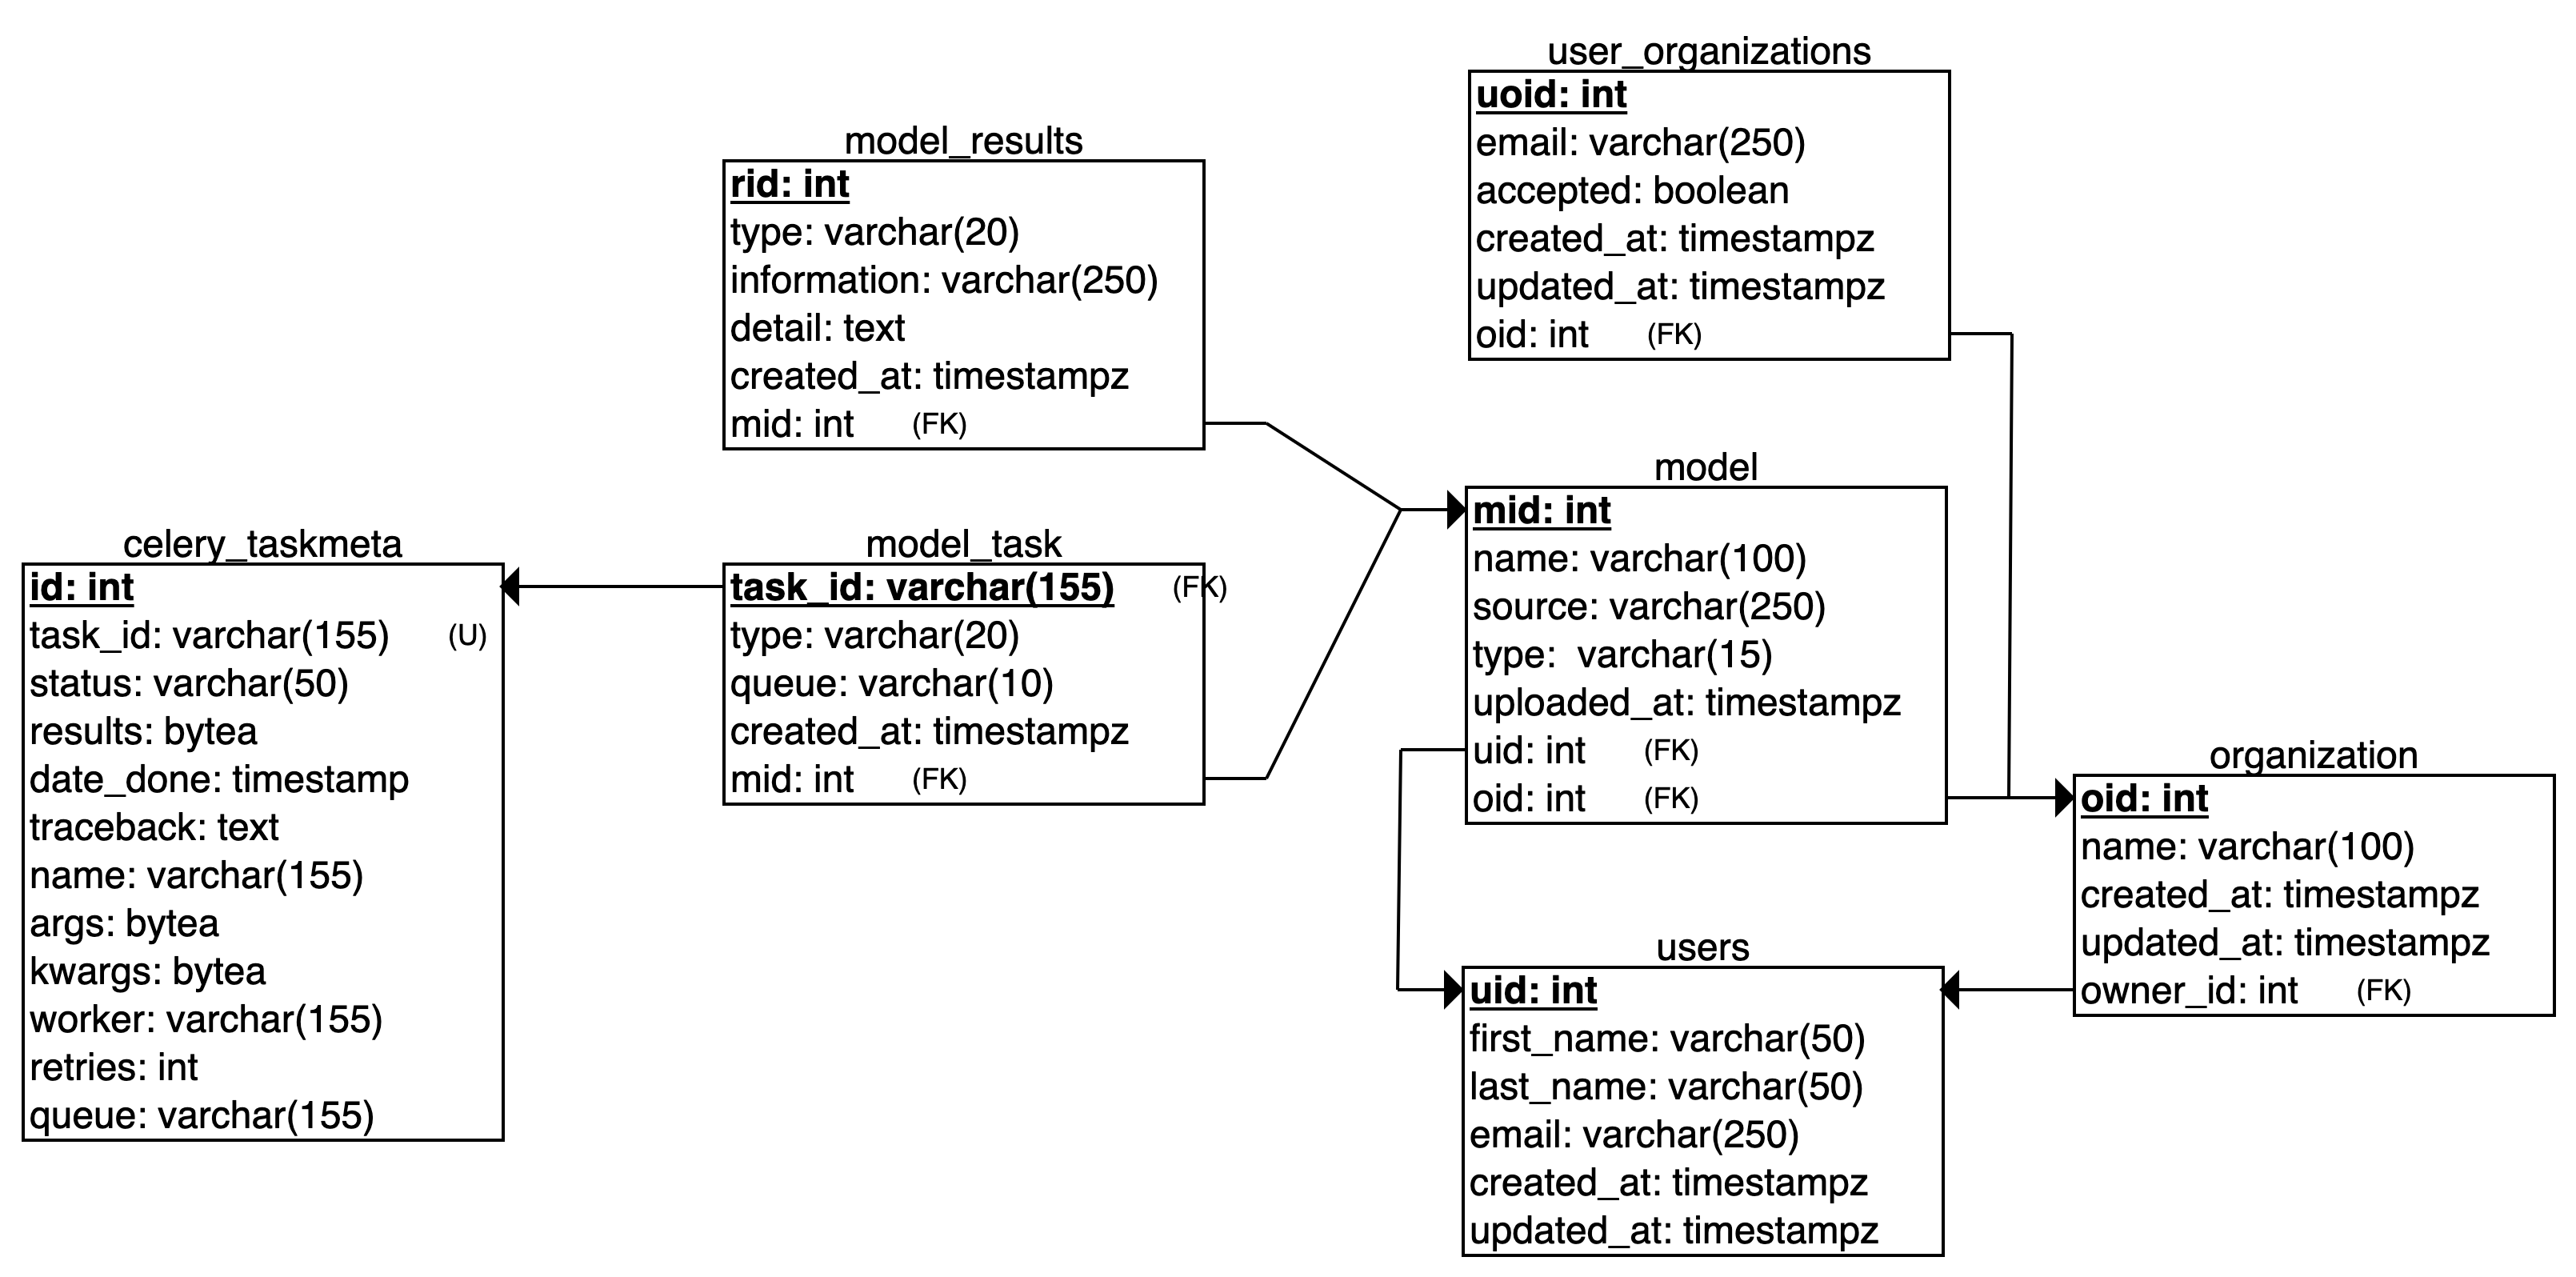 user_organizations
uoid: int
email: varchar(250)
accepted: boolean
created_at: timestampz
updated_at: timestampz
oid: int (FK)
model_results
rid: int
type: varchar(20)
information: varchar(250)
detail: text
created_at: timestampz
mid: int (FK)
model
mid: int
name: varchar(100)
source: varchar(250)
type: varchar(15)
uploaded_at: timestampz
uid: int (FK)
oid: int (FK)
celery_taskmeta
id: int
task_id: varchar(155) (U)
status: varchar(50)
results: bytea
date_done: timestamp
traceback: text
name: varchar(155)
args: bytea
kwargs: bytea
worker: varchar(155)
retries: int
queue: varchar(155)
model_task
task_id: varchar(155) (FK)
type: varchar(20)
queue: varchar(10)
created_at: timestampz
mid: int (FK)
organization
oid: int
name: varchar(100)
created_at: timestampz
updated_at: timestampz
owner_id: int (FK)
users
uid: int
first_name: varchar(50)
last_name: varchar(50)
email: varchar(250)
created_at: timestampz
updated_at: timestampz